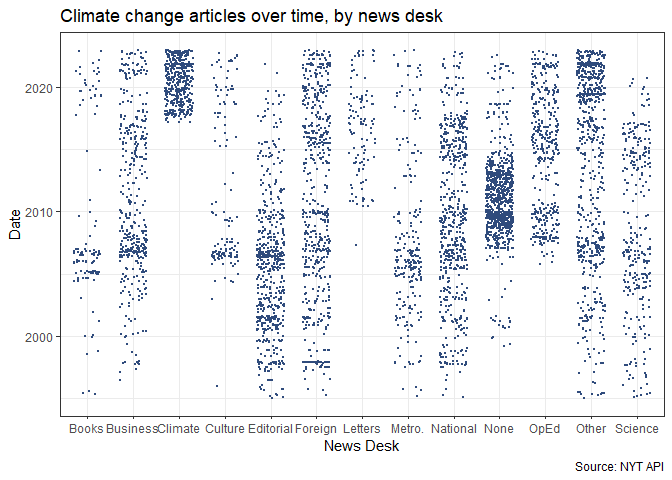 Climate change articles over time, by news desk
Date
2020
2010
2000
Books Business Climate Culture Editorial Foreign Letters Metro. National None OpEd Other Science
News Desk
Source: NYT API